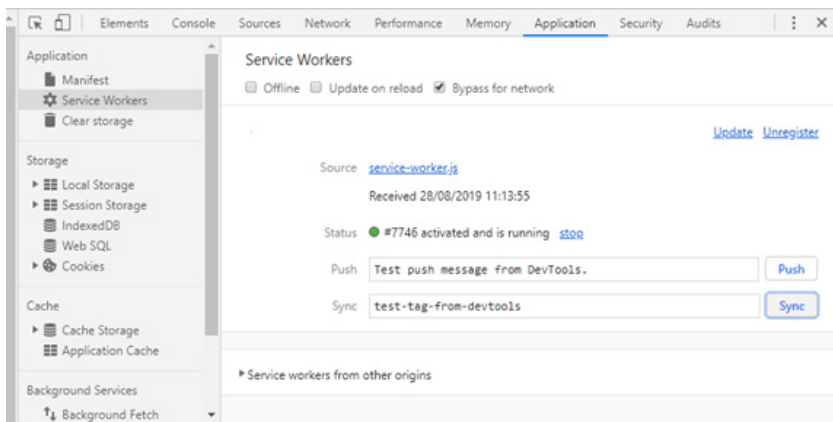 Elements Console Sources Network Performance Memory Application Security Audits
Application
Manifest
Service Workers
Clear storage
Storage
Local Storage
Session Storage
IndexedDB
Web SQL
Cookies
Cache
Cache Storage
Application Cache
Background Services
Background Fetch
Service Workers
Offline Update on reload Bypass for network
Update Unregister
Source service-worker.js
Received 28/08/2019 11:13:55
Status #7746 activated and is running stop
Push Test push message from DevTools. Push
Sync test-tag-from-devtools Sync
Service workers from other origins